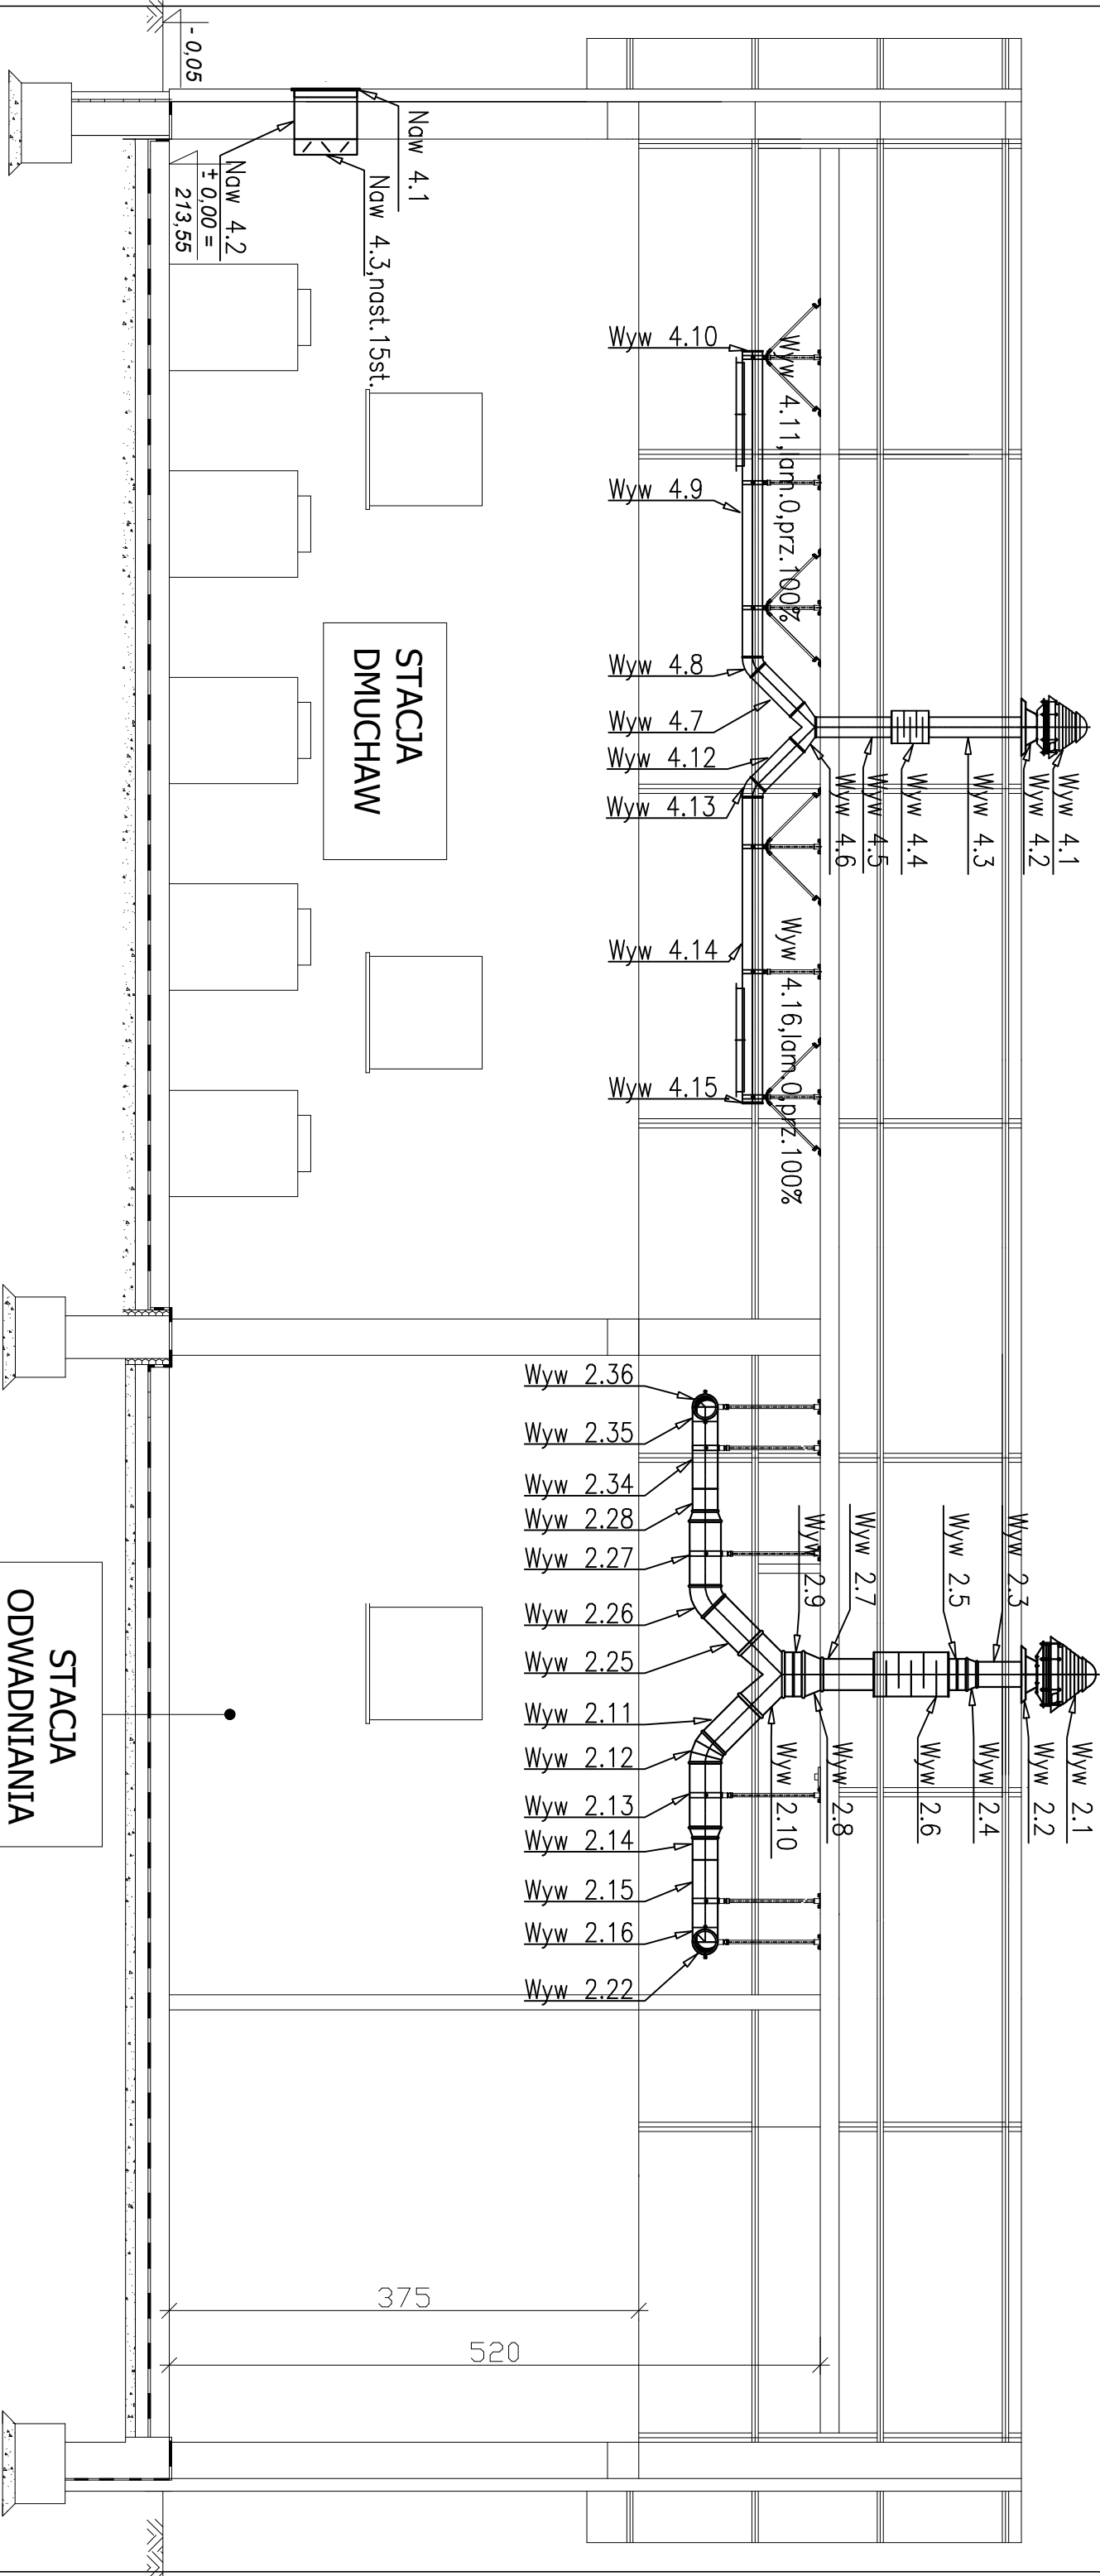 - 0,05
Naw 4.1
Naw 4.3,nast.15st.
Naw 4.2
± 0,00 =
213,55
STACJA
DMUCHAW
Wyw 4.10
Wyw 4.11,lam.0,prz.100%
Wyw 4.9
Wyw 4.8
Wyw 4.7
Wyw 4.12
Wyw 4.13
Wyw 4.1
Wyw 4.2
Wyw 4.3
Wyw 4.4
Wyw 4.5
Wyw 4.6
Wyw 4.14
Wyw 4.16,lam.0,prz.100%
Wyw 4.15
Wyw 2.36
Wyw 2.35
Wyw 2.34
Wyw 2.28
Wyw 2.27
Wyw 2.26
Wyw 2.25
Wyw 2.11
Wyw 2.12
Wyw 2.13
Wyw 2.14
Wyw 2.15
Wyw 2.16
Wyw 2.22
Wyw 2.3
Wyw 2.5
Wyw 2.7
Wyw 2.9
Wyw 2.1
Wyw 2.2
Wyw 2.4
Wyw 2.6
Wyw 2.8
Wyw 2.10
STACJA
ODWADNIANIA
375
520